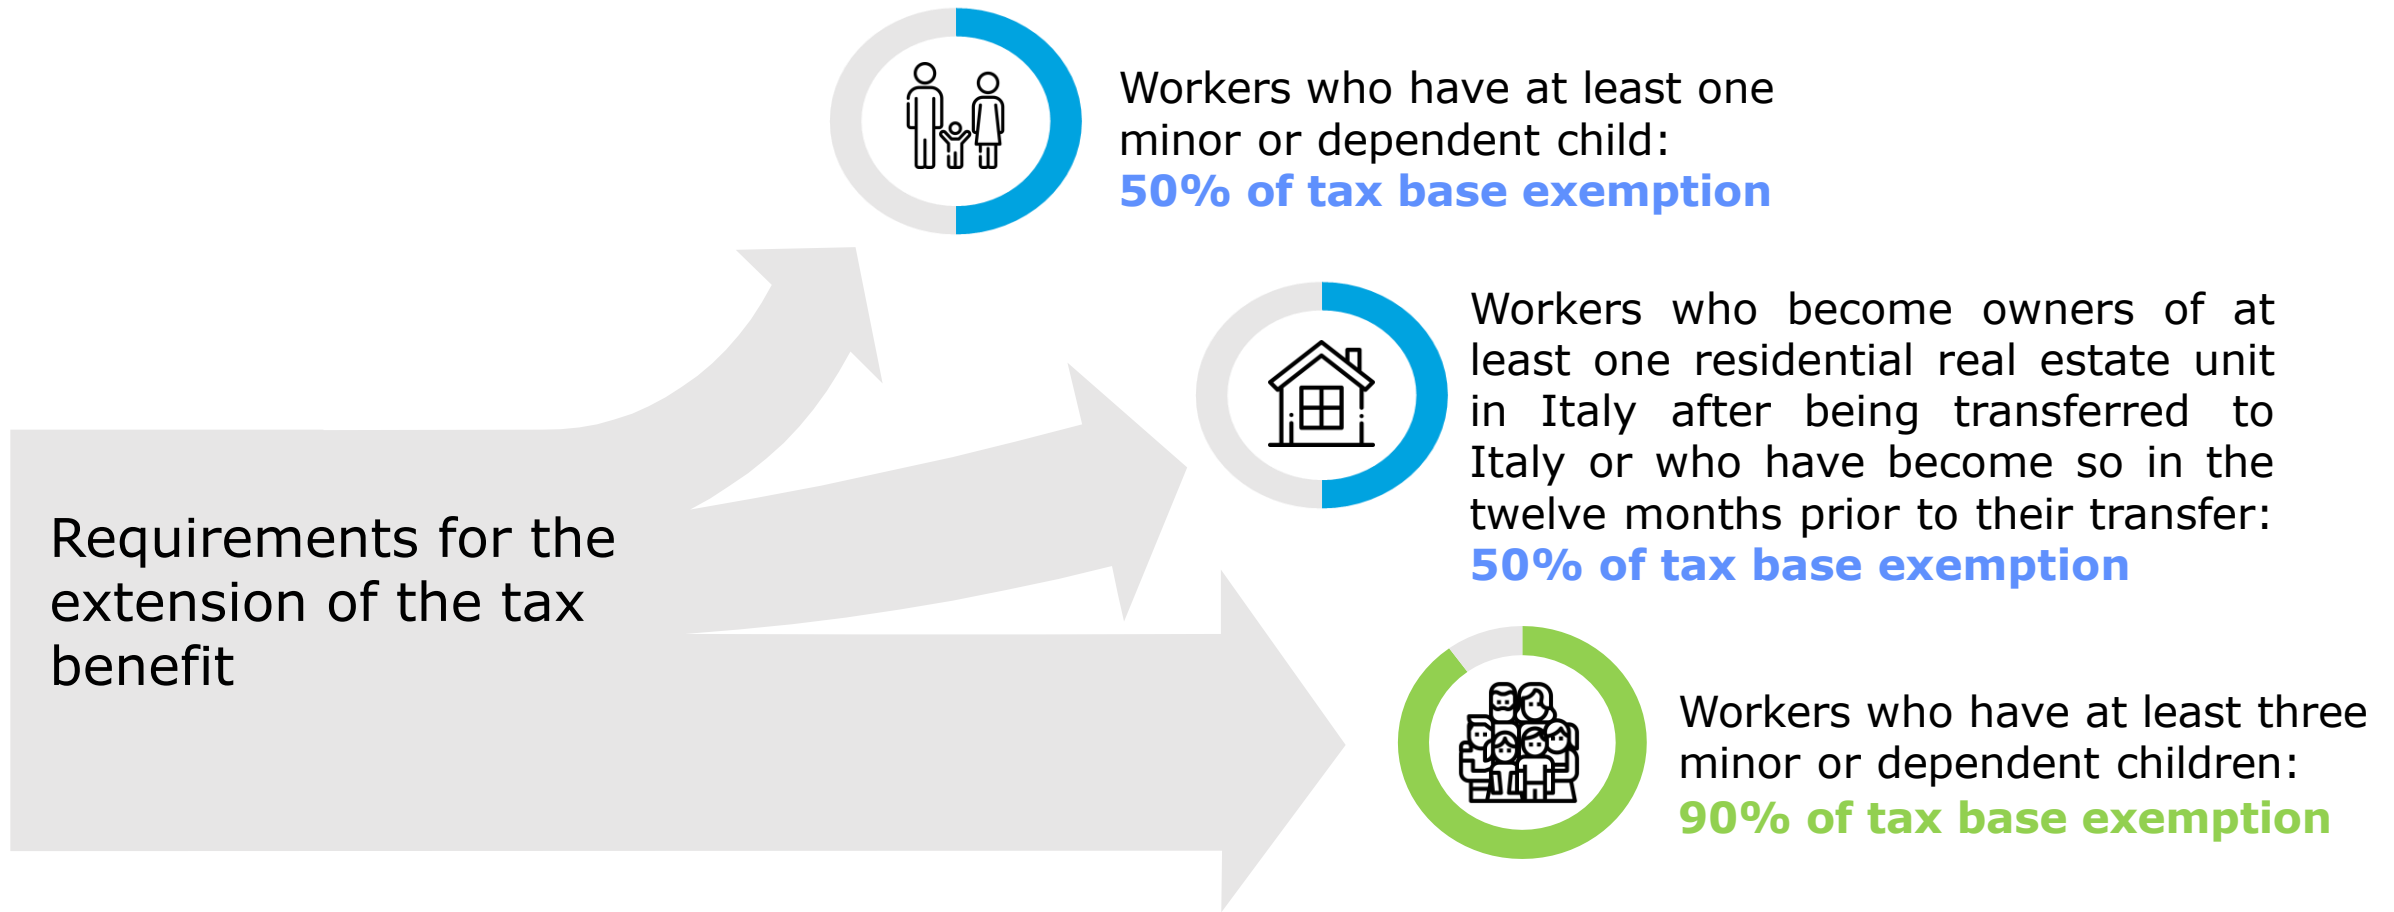 Workers who have at least one
minor or dependent child:
50% of tax base exemption
Workers who become owners of at
least one residential real estate unit
in Italy after being transferred to
Italy or who have become so in the
twelve months prior to their transfer:
50% of tax base exemption
Requirements for the
extension of the tax
benefit
Workers who have at least three
minor or dependent children:
90% of tax base exemption